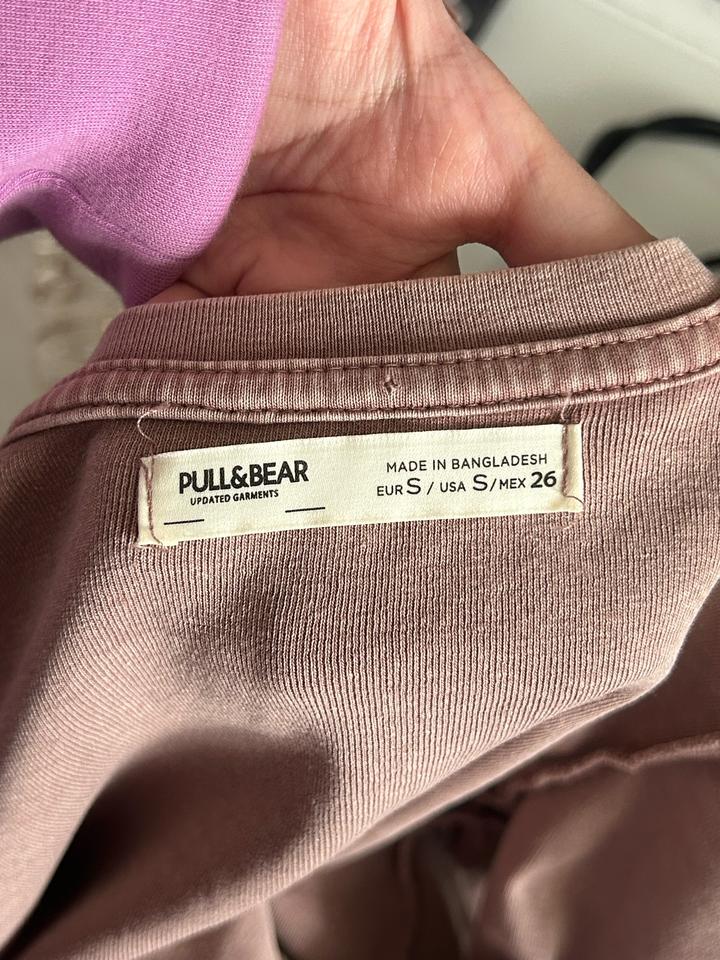 PULL&BEAR
UPDATED GARMENTS
MADE IN BANGLADESH
EUR S / USA S/MEX 26